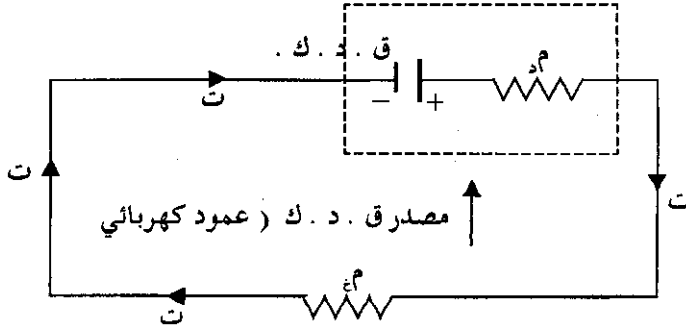 ق . د . ك .
م د
− +
ت
ت
ت
مصدر ق . د . ك ( عمود كهربائي
م غ
ت